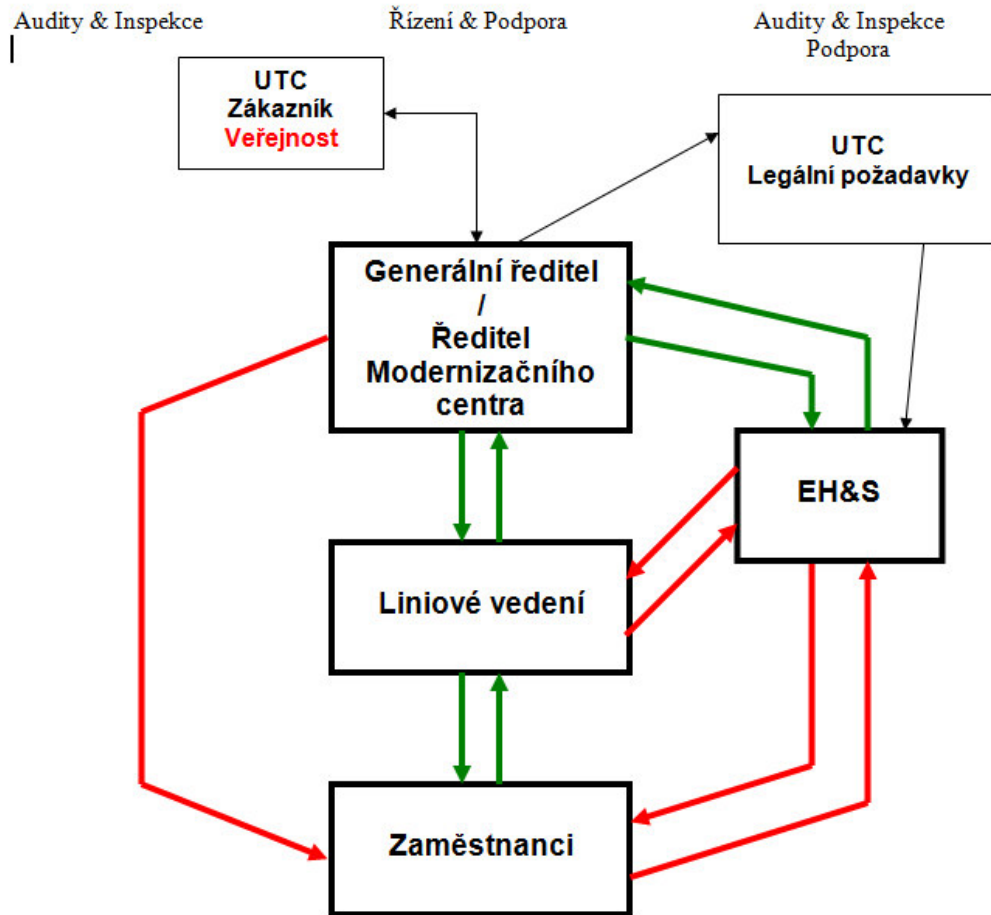 Audity & Inspekce
Řízení & Podpora
Audity & Inspekce
Podpora
UTC
Zákazník
Veřejnost
UTC
Legální požadavky
Generální ředitel
/
Ředitel
Modernizačního
centra
EH&S
Liniové vedení
Zaměstnanci